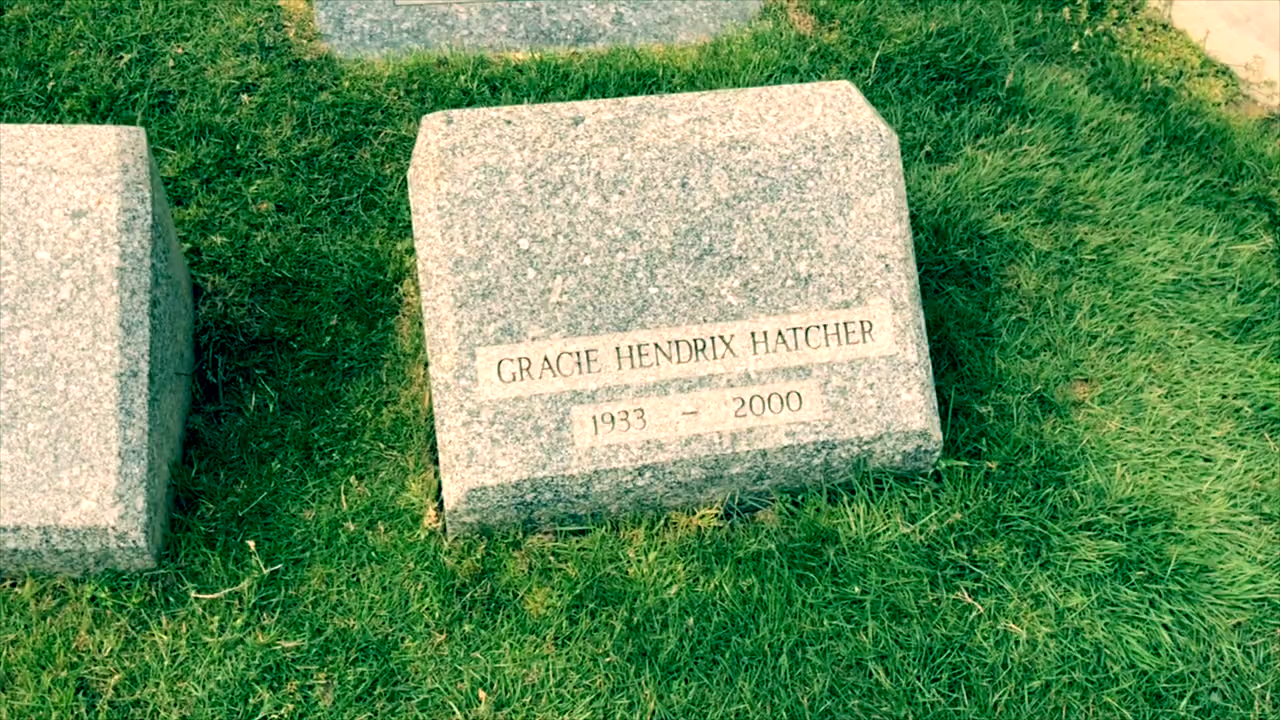 GRACIE HENDRIX HATCHER
1933 – 2000